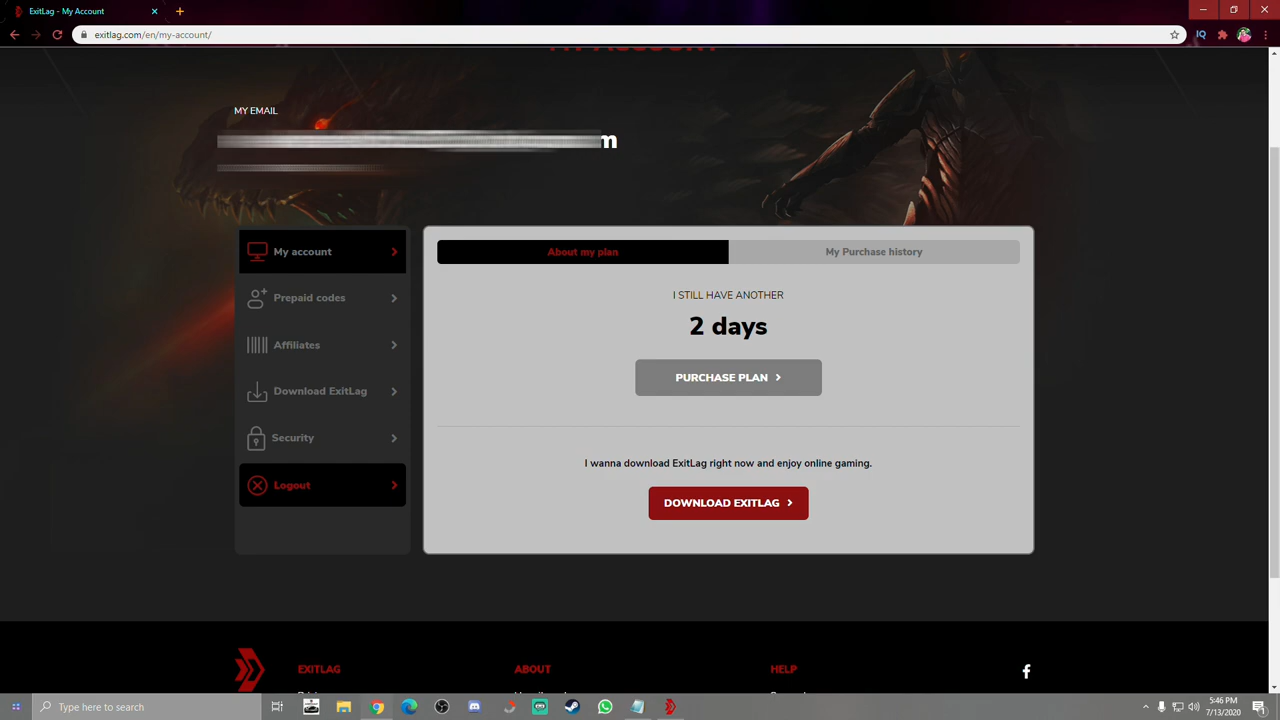 ExitLag - My Account
exitlag.com/en/my-account/
MY ACCOUNT
MY EMAIL
m
My account
Prepaid codes
Affiliates
Download ExitLag
Security
Logout
About my plan
My Purchase history
I STILL HAVE ANOTHER
2 days
PURCHASE PLAN
I wanna download ExitLag right now and enjoy online gaming.
DOWNLOAD EXITLAG
EXITLAG
ABOUT
HELP
Type here to search
5:46 PM
7/13/2020